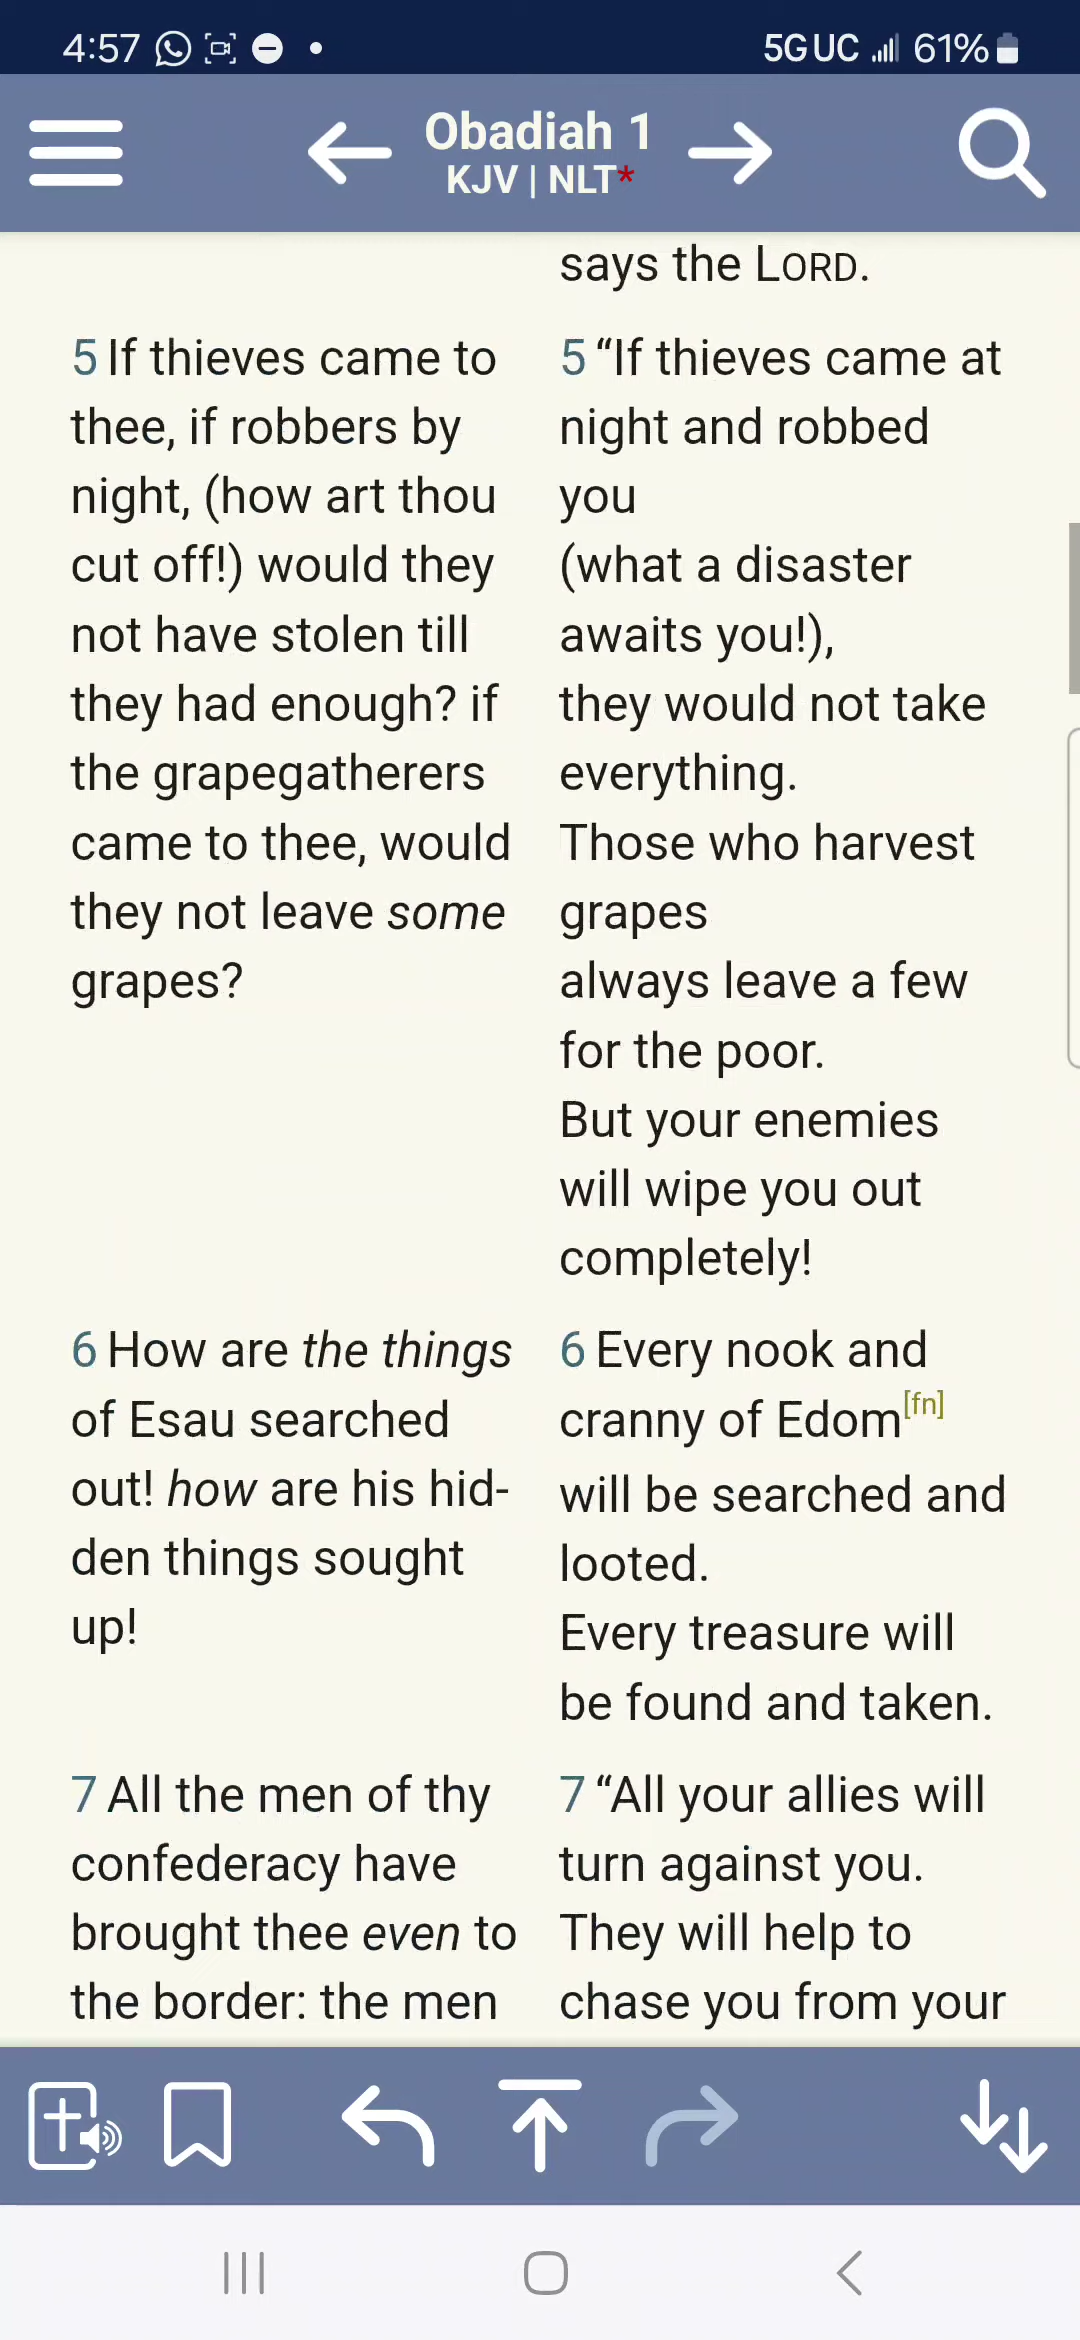 4:57
5G UC 61%
Obadiah 1
KJV | NLT*
says the LORD.
5 If thieves came to
thee, if robbers by
night, (how art thou
cut off!) would they
not have stolen till
they had enough? if
the grapegatherers
came to thee, would
they not leave some
grapes?
5 “If thieves came at
night and robbed
you
(what a disaster
awaits you!),
they would not take
everything.
Those who harvest
grapes
always leave a few
for the poor.
But your enemies
will wipe you out
completely!
6 How are the things
of Esau searched
out! how are his hid-
den things sought
up!
6 Every nook and
cranny of Edom[fn]
will be searched and
looted.
Every treasure will
be found and taken.
7 All the men of thy
confederacy have
brought thee even to
the border: the men
7 “All your allies will
turn against you.
They will help to
chase you from your